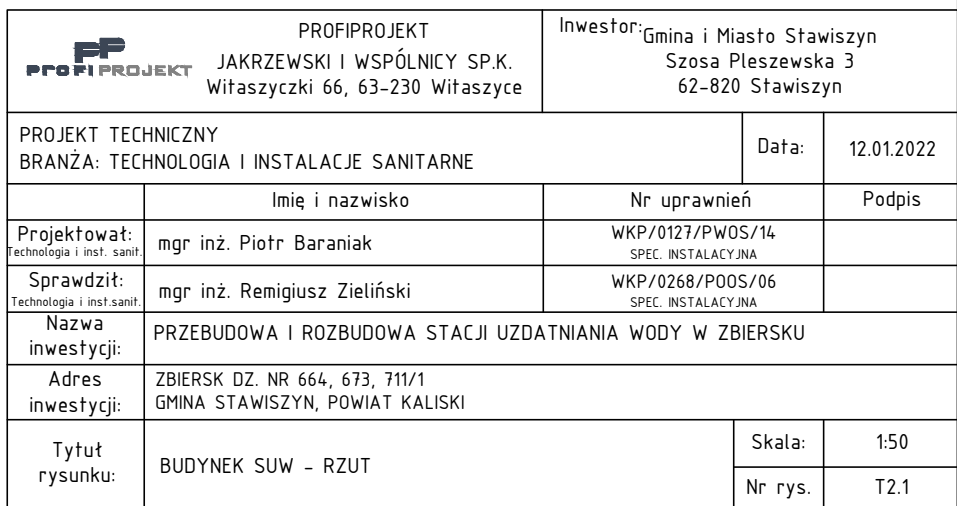 PP
PROFIPROJEKT
PROFIPROJEKT
JAKRZEWSKI I WSPÓLNICY SP.K.
Witaszyczki 66, 63-230 Witaszyce
Inwestor:
Gmina i Miasto Stawiszyn
Szosa Pleszewska 3
62-820 Stawiszyn
PROJEKT TECHNICZNY
BRANŻA: TECHNOLOGIA I INSTALACJE SANITARNE
Data:
12.01.2022
Imię i nazwisko
Nr uprawnień
Podpis
Projektował:
Technologia i inst. sanit.
mgr inż. Piotr Baraniak
WKP/0127/PWOS/14
SPEC. INSTALACYJNA
Sprawdził:
Technologia i inst.sanit.
mgr inż. Remigiusz Zieliński
WKP/0268/POOS/06
SPEC. INSTALACYJNA
Nazwa
inwestycji:
PRZEBUDOWA I ROZBUDOWA STACJI UZDATNIANIA WODY W ZBIERSKU
Adres
inwestycji:
ZBIERSK DZ. NR 664, 673, 711/1
GMINA STAWISZYN, POWIAT KALISKI
Tytuł
rysunku:
BUDYNEK SUW - RZUT
Skala:
1:50
Nr rys.
T2.1